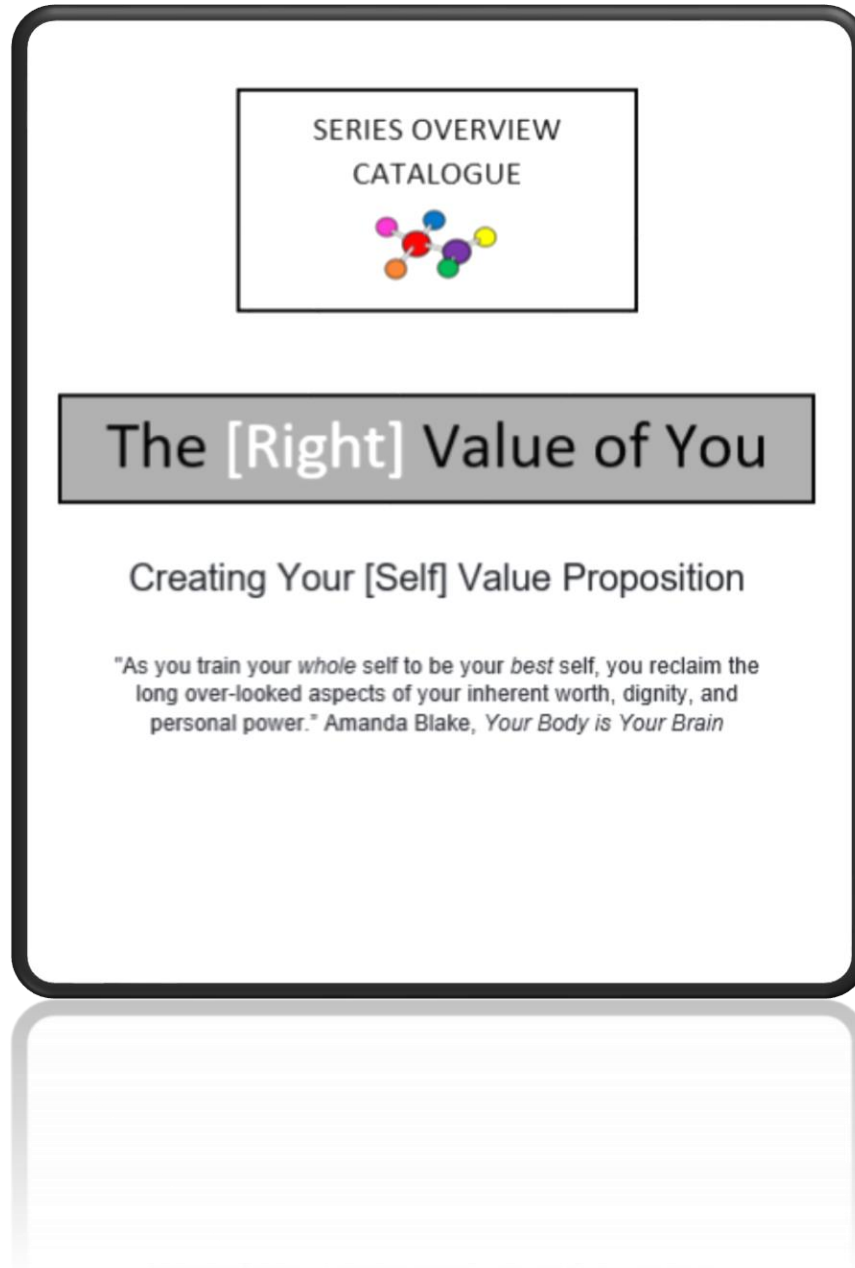 SERIES OVERVIEW
CATALOGUE
The [Right] Value of You
Creating Your [Self] Value Proposition
"As you train your whole self to be your best self, you reclaim the
long over-looked aspects of your inherent worth, dignity, and
personal power." Amanda Blake, Your Body is Your Brain